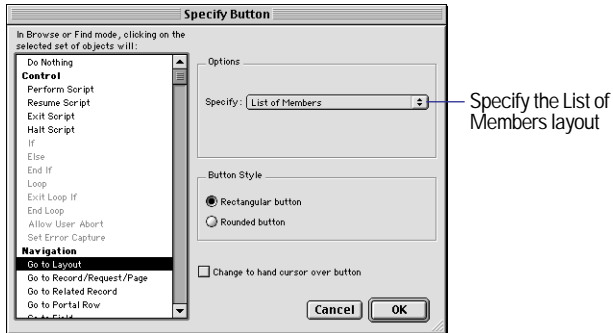 Specify Button
In Browse or Find mode, clicking on the
selected set of objects will:
Do Nothing
Control
Perform Script
Resume Script
Exit Script
Halt Script
If
Else
End If
Loop
Exit Loop If
End Loop
Allow User Abort
Set Error Capture
Navigation
Go to Layout
Go to Record/Request/Page
Go to Related Record
Go to Portal Row
Go to Field
Options
Specify: List of Members
Button Style
Rectangular button
Rounded button
Change to hand cursor over button
Cancel OK
Specify the List of
Members layout